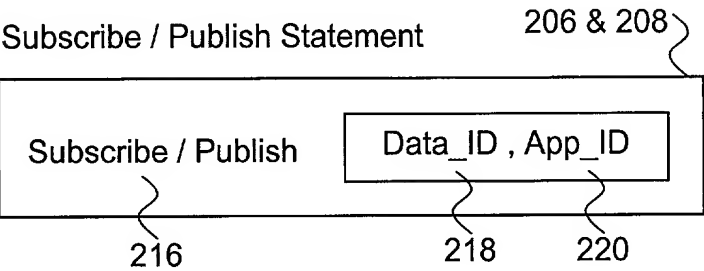 206 & 208
Subscribe / Publish Statement
Subscribe / Publish
Data_ID , App_ID
216
218
220